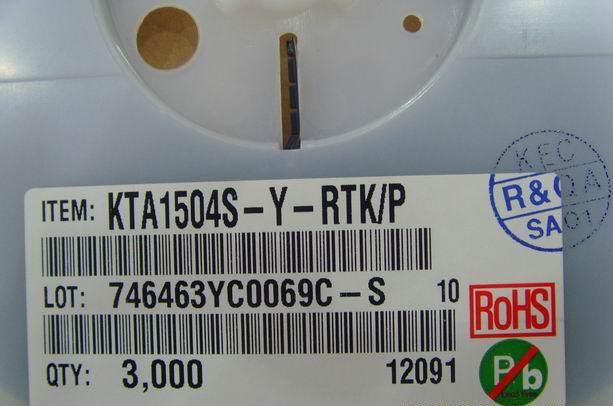 KEC
R&QA
SA01
ITEM: KTA1504S-Y-RTK/P
LOT: 746463YC0069C-S 10
RoHS
QTY: 3,000 12091
Pb